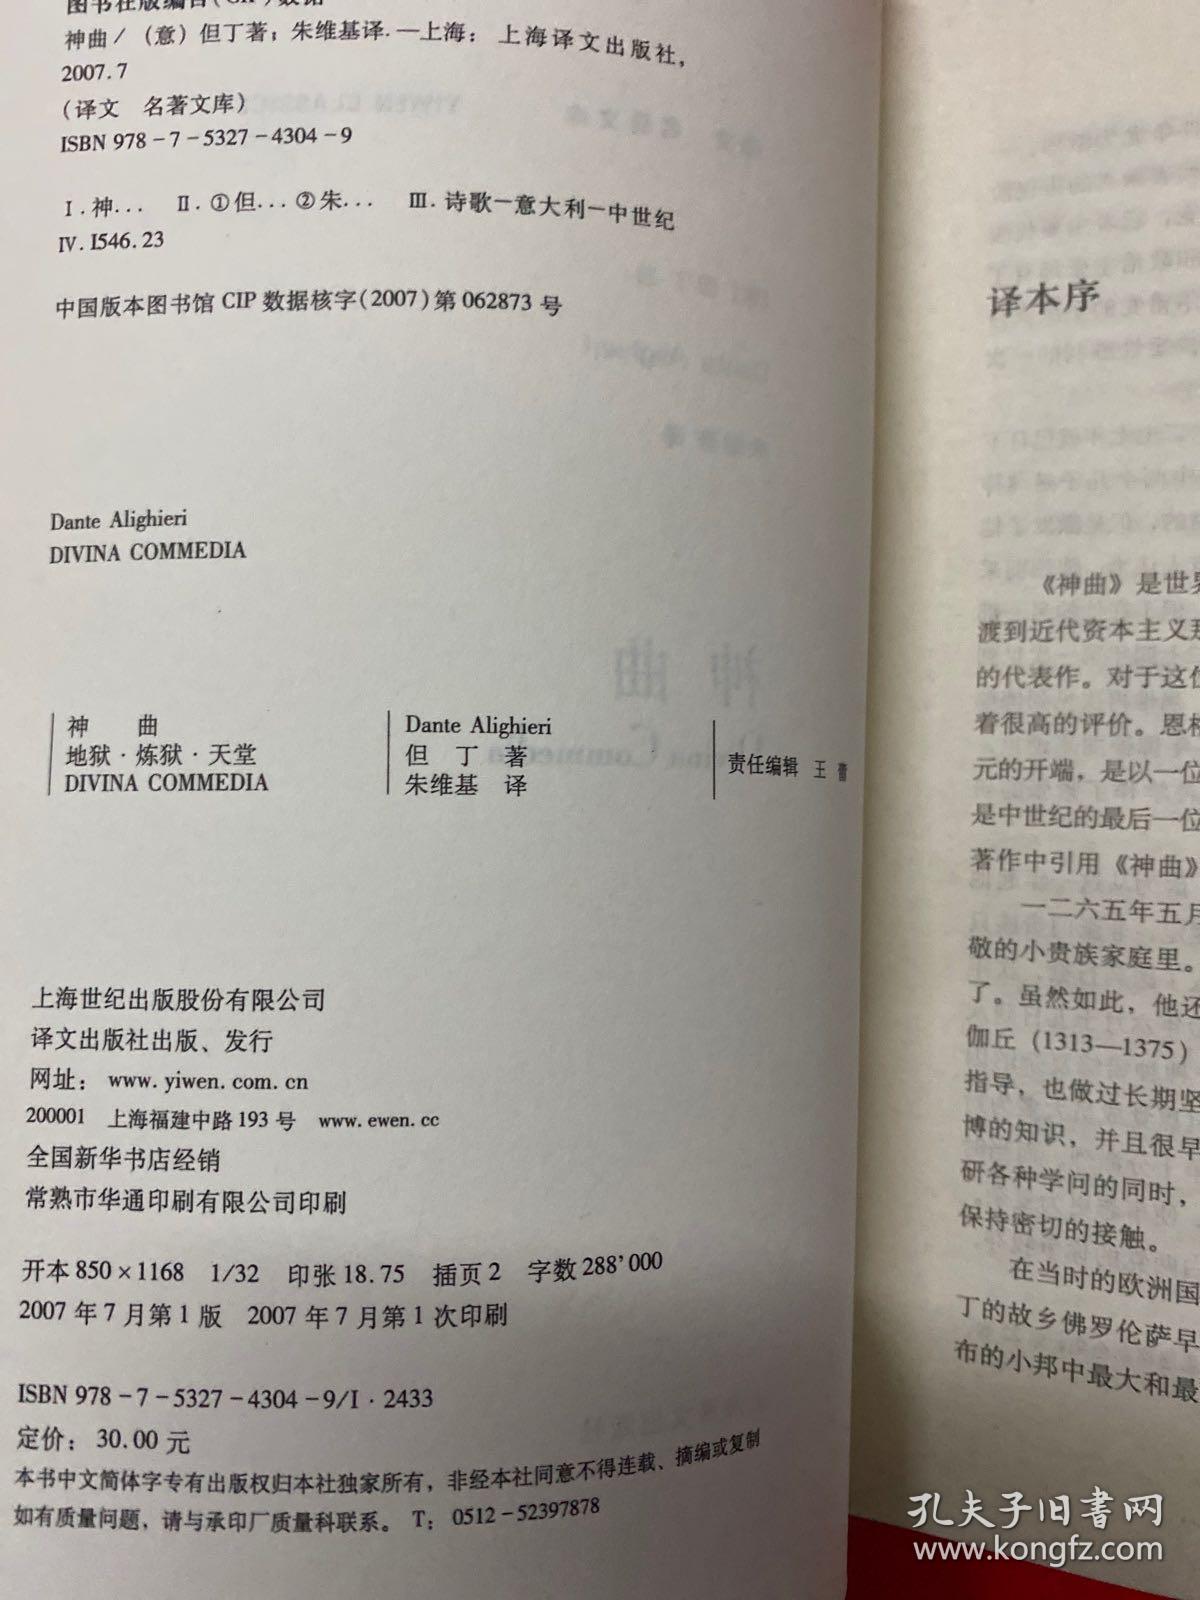 图书在版编目(CIP)数据
神曲/（意）但丁著；朱维基译.—上海：上海译文出版社，
2007.7
（译文 名著文库）
ISBN 978-7-5327-4304-9
Ⅰ.神... Ⅱ.①但...②朱... Ⅲ.诗歌-意大利-中世纪
Ⅳ.I546.23
中国版本图书馆CIP数据核字(2007)第062873号
Dante Alighieri
DIVINA COMMEDIA
神 曲
地狱·炼狱·天堂
DIVINA COMMEDIA
Dante Alighieri
但 丁 著
朱维基 译
责任编辑 王 蕾
上海世纪出版股份有限公司
译文出版社出版、发行
网址：www.yiwen.com.cn
200001 上海福建中路193号 www.ewen.cc
全国新华书店经销
常熟市华通印刷有限公司印刷
开本850×1168 1/32 印张18.75 插页2 字数288'000
2007年7月第1版 2007年7月第1次印刷
ISBN 978-7-5327-4304-9/I·2433
定价：30.00元
本书中文简体字专有出版权归本社独家所有，非经本社同意不得连载、摘编或复制
如有质量问题，请与承印厂质量科联系。T：0512-52397878
译本序
《神曲》是世界
渡到近代资本主义
的代表作。对于这位
着很高的评价。恩格
元的开端，是以一位
是中世纪的最后一位
著作中引用《神曲》
一二六五年五月
敬的小贵族家庭里。
了。虽然如此，他还
伽丘（1313—1375）
指导，也做过长期坚
博的知识，并且很早
研各种学问的同时，
保持密切的接触。
在当时的欧洲国
丁的故乡佛罗伦萨早
布的小邦中最大和最
孔夫子旧书网
www.kongfz.com